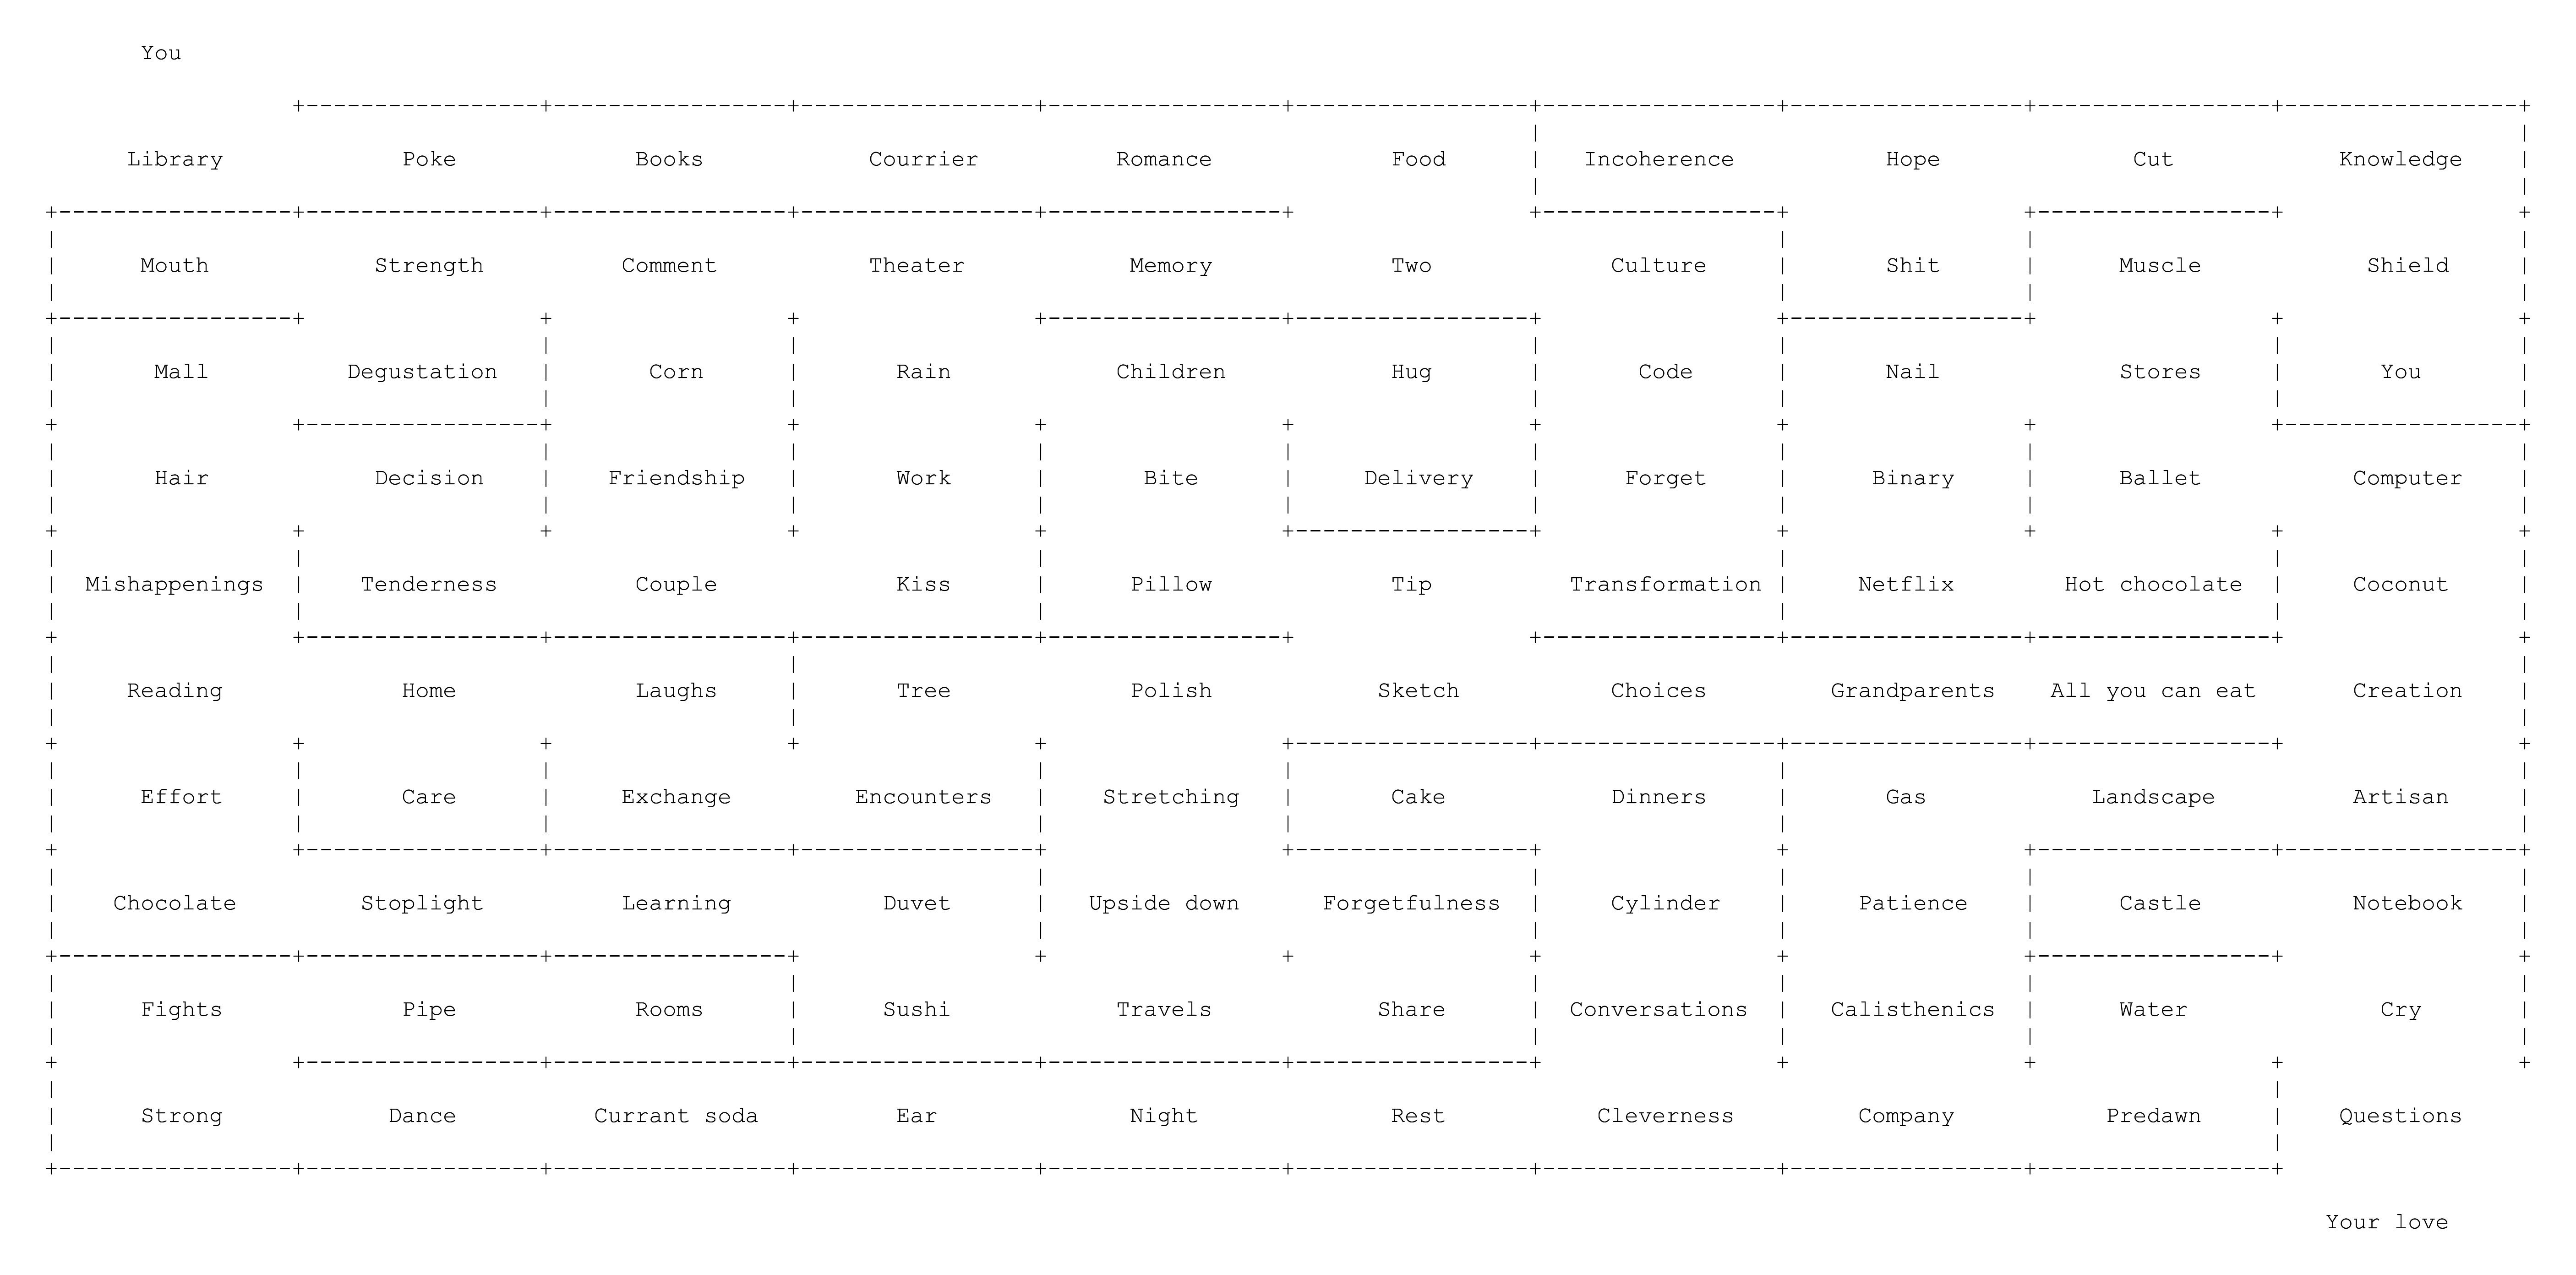 You
Library Poke Books Courrier Romance Food Incoherence Hope Cut Knowledge
Mouth Strength Comment Theater Memory Two Culture Shit Muscle Shield
Mall Degustation Corn Rain Children Hug Code Nail Stores You
Hair Decision Friendship Work Bite Delivery Forget Binary Ballet Computer
Mishappenings Tenderness Couple Kiss Pillow Tip Transformation Netflix Hot chocolate Coconut
Reading Home Laughs Tree Polish Sketch Choices Grandparents All you can eat Creation
Effort Care Exchange Encounters Stretching Cake Dinners Gas Landscape Artisan
Chocolate Stoplight Learning Duvet Upside down Forgetfulness Cylinder Patience Castle Notebook
Fights Pipe Rooms Sushi Travels Share Conversations Calisthenics Water Cry
Strong Dance Currant soda Ear Night Rest Cleverness Company Predawn Questions
Your love